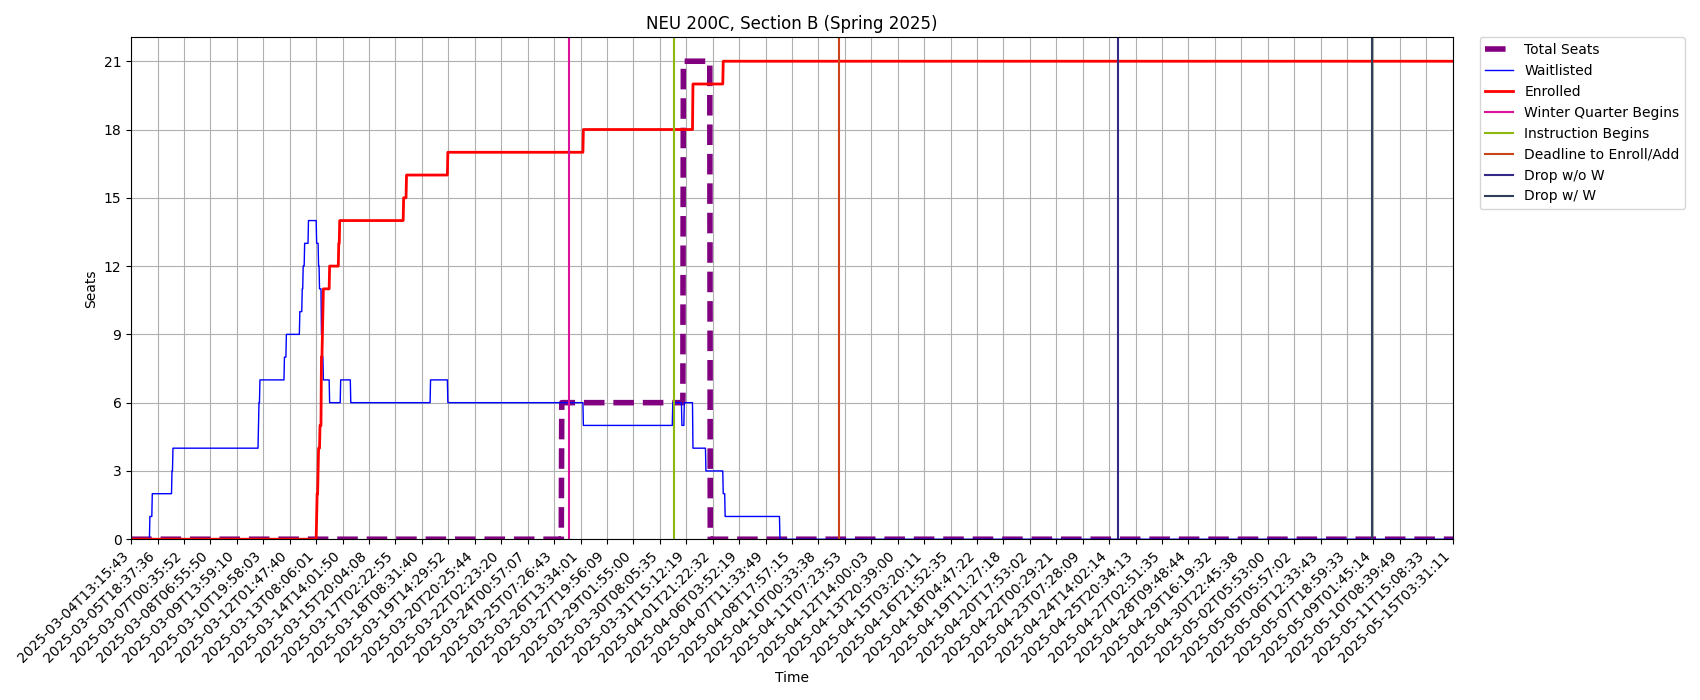 NEU 200C, Section B (Spring 2025)
Total Seats
Waitlisted
Enrolled
Winter Quarter Begins
Instruction Begins
Deadline to Enroll/Add
Drop w/o W
Drop w/ W
Seats
21
18
15
12
9
6
3
0
2025-03-04T13:15:43
2025-03-05T18:37:36
2025-03-07T00:35:52
2025-03-08T06:55:50
2025-03-09T13:59:10
2025-03-10T19:58:03
2025-03-12T01:47:40
2025-03-13T08:06:01
2025-03-14T14:01:50
2025-03-15T20:04:08
2025-03-17T02:22:55
2025-03-18T08:31:40
2025-03-19T14:29:52
2025-03-20T20:25:44
2025-03-22T02:23:20
2025-03-24T00:57:07
2025-03-25T07:26:43
2025-03-26T13:34:01
2025-03-27T19:56:09
2025-03-29T01:55:00
2025-03-30T08:05:35
2025-03-31T15:12:19
2025-04-01T21:22:32
2025-04-06T03:52:19
2025-04-07T11:33:49
2025-04-08T17:57:15
2025-04-10T00:33:38
2025-04-11T07:23:53
2025-04-12T14:00:03
2025-04-13T20:39:00
2025-04-15T03:20:11
2025-04-16T21:52:35
2025-04-18T04:47:22
2025-04-19T11:27:18
2025-04-20T17:53:02
2025-04-22T00:29:21
2025-04-23T07:28:09
2025-04-24T14:02:14
2025-04-25T20:34:13
2025-04-27T02:51:35
2025-04-28T09:48:44
2025-04-29T16:19:32
2025-04-30T22:45:38
2025-05-02T05:53:00
2025-05-05T05:57:02
2025-05-06T12:33:43
2025-05-07T18:59:33
2025-05-09T01:45:14
2025-05-10T08:39:49
2025-05-11T15:08:33
2025-05-15T03:31:11
Time